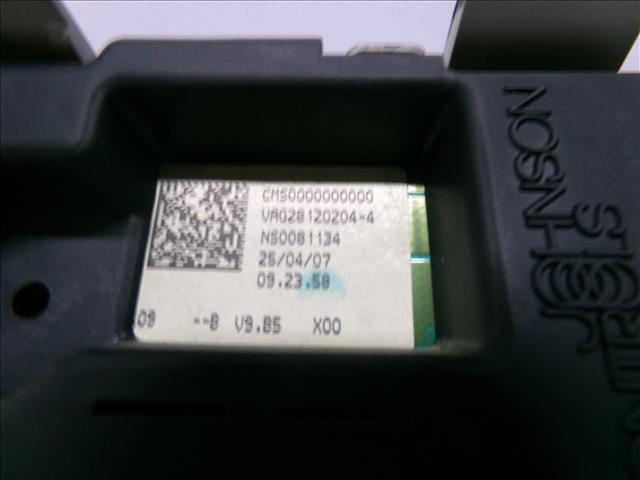 CMS0000000000
VAG28120204-4
NS0081134
25/04/07
09.23.58
09 --B V9.B5 X00
JOHNSON